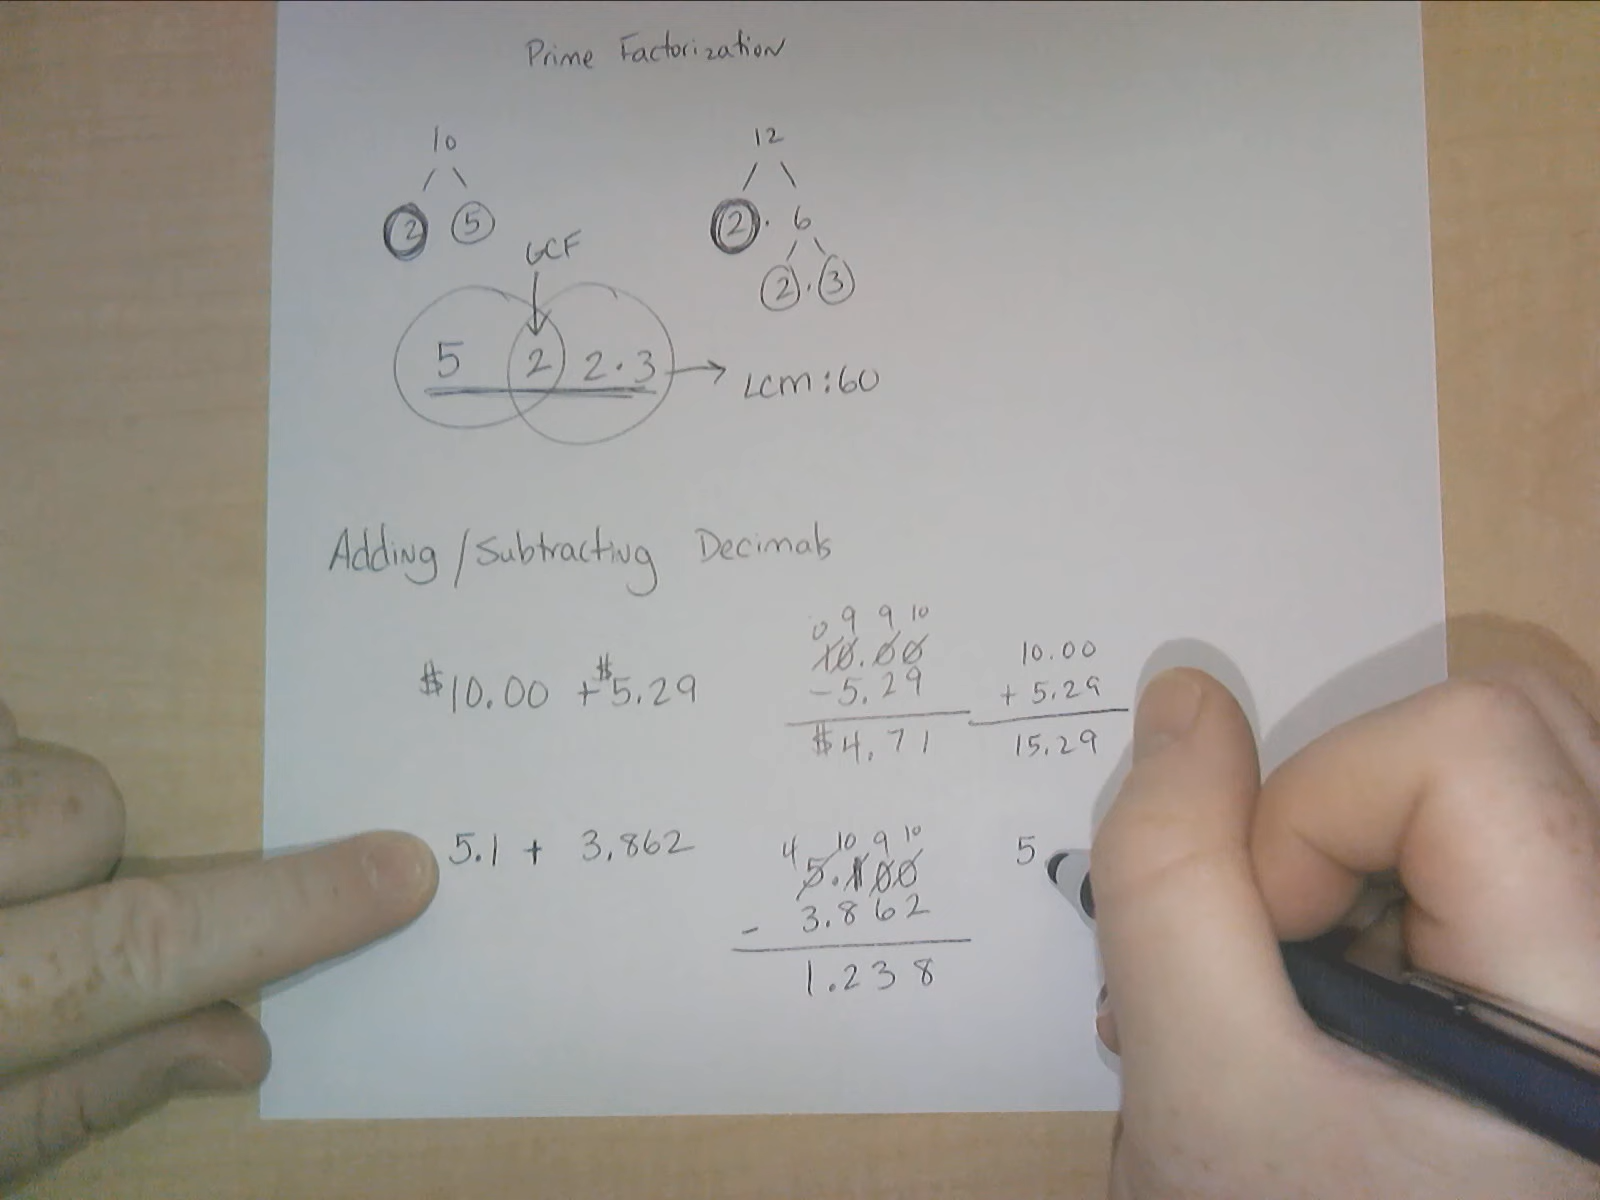 Prime Factorization
10
12
2 5
2 . 6
GCF
2 . 3
5 2 2.3
LCM:60
Adding/Subtracting Decimals
0 9 9 10
10.00
$10.00 + $5.29
- 5.29
$4.71
10.00
+ 5.29
15.29
5.1 + 3.862
4 10 9 10
5.100
- 3.862
1.238
5